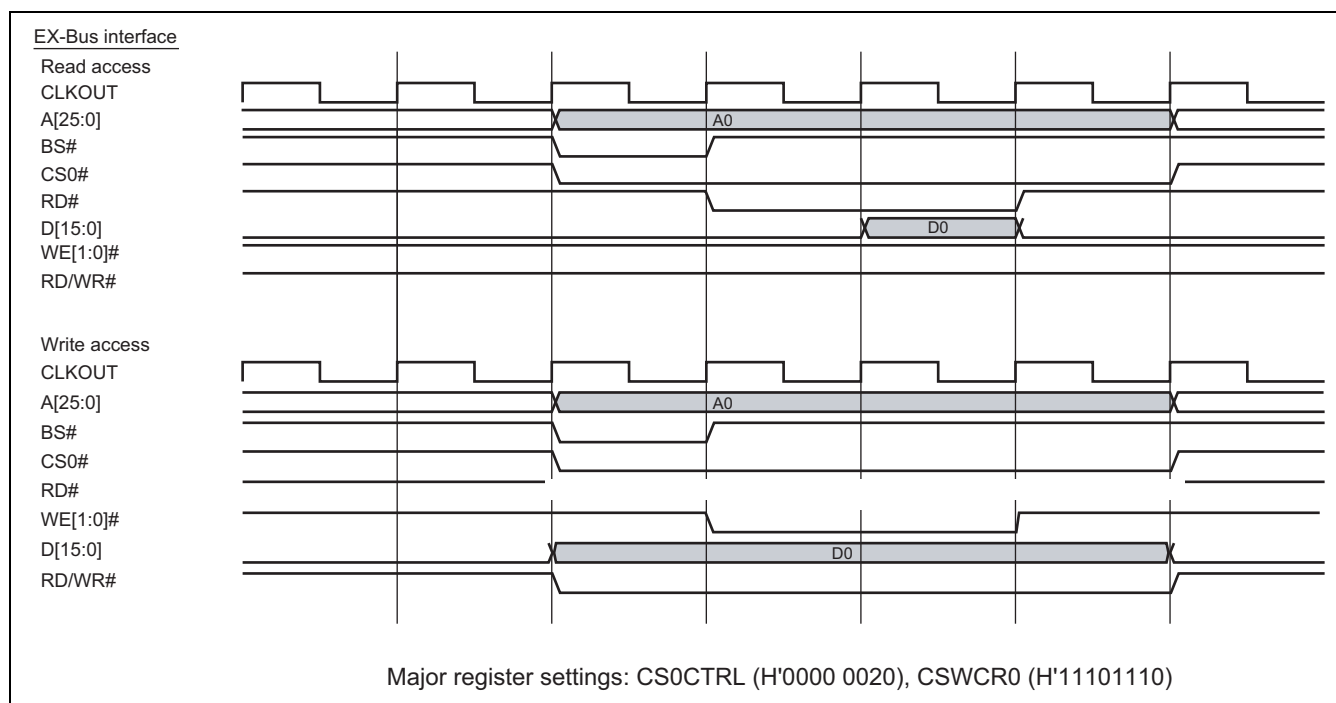 EX-Bus interface
Read access
CLKOUT
A[25:0]
A0
BS#
CS0#
RD#
D[15:0]
D0
WE[1:0]#
RD/WR#
Write access
CLKOUT
A[25:0]
A0
BS#
CS0#
RD#
WE[1:0]#
D[15:0]
D0
RD/WR#
Major register settings: CS0CTRL (H'0000 0020), CSWCR0 (H'11101110)